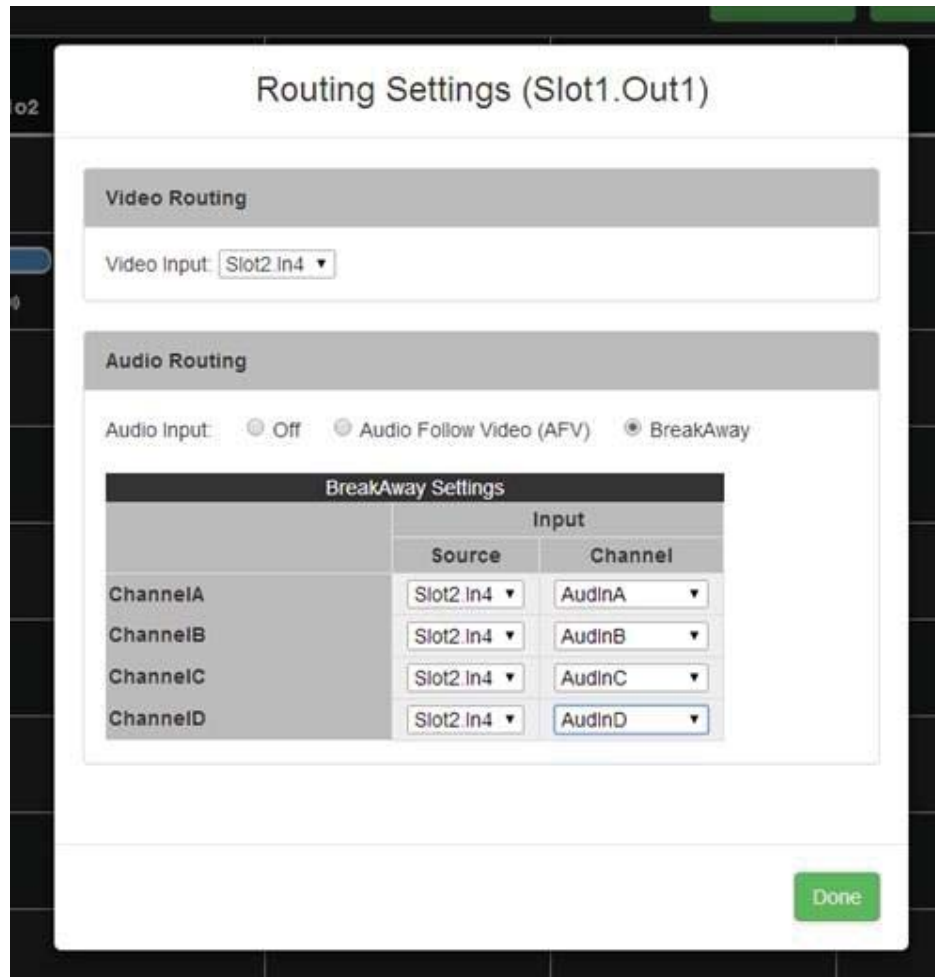 Routing Settings (Slot1.Out1)
o2
Video Routing
Video Input: Slot2.In4
Audio Routing
Audio Input: Off Audio Follow Video (AFV) BreakAway
BreakAway Settings
Input
Source Channel
ChannelA Slot2.In4 AudInA
ChannelB Slot2.In4 AudInB
ChannelC Slot2.In4 AudInC
ChannelD Slot2.In4 AudInD
Done